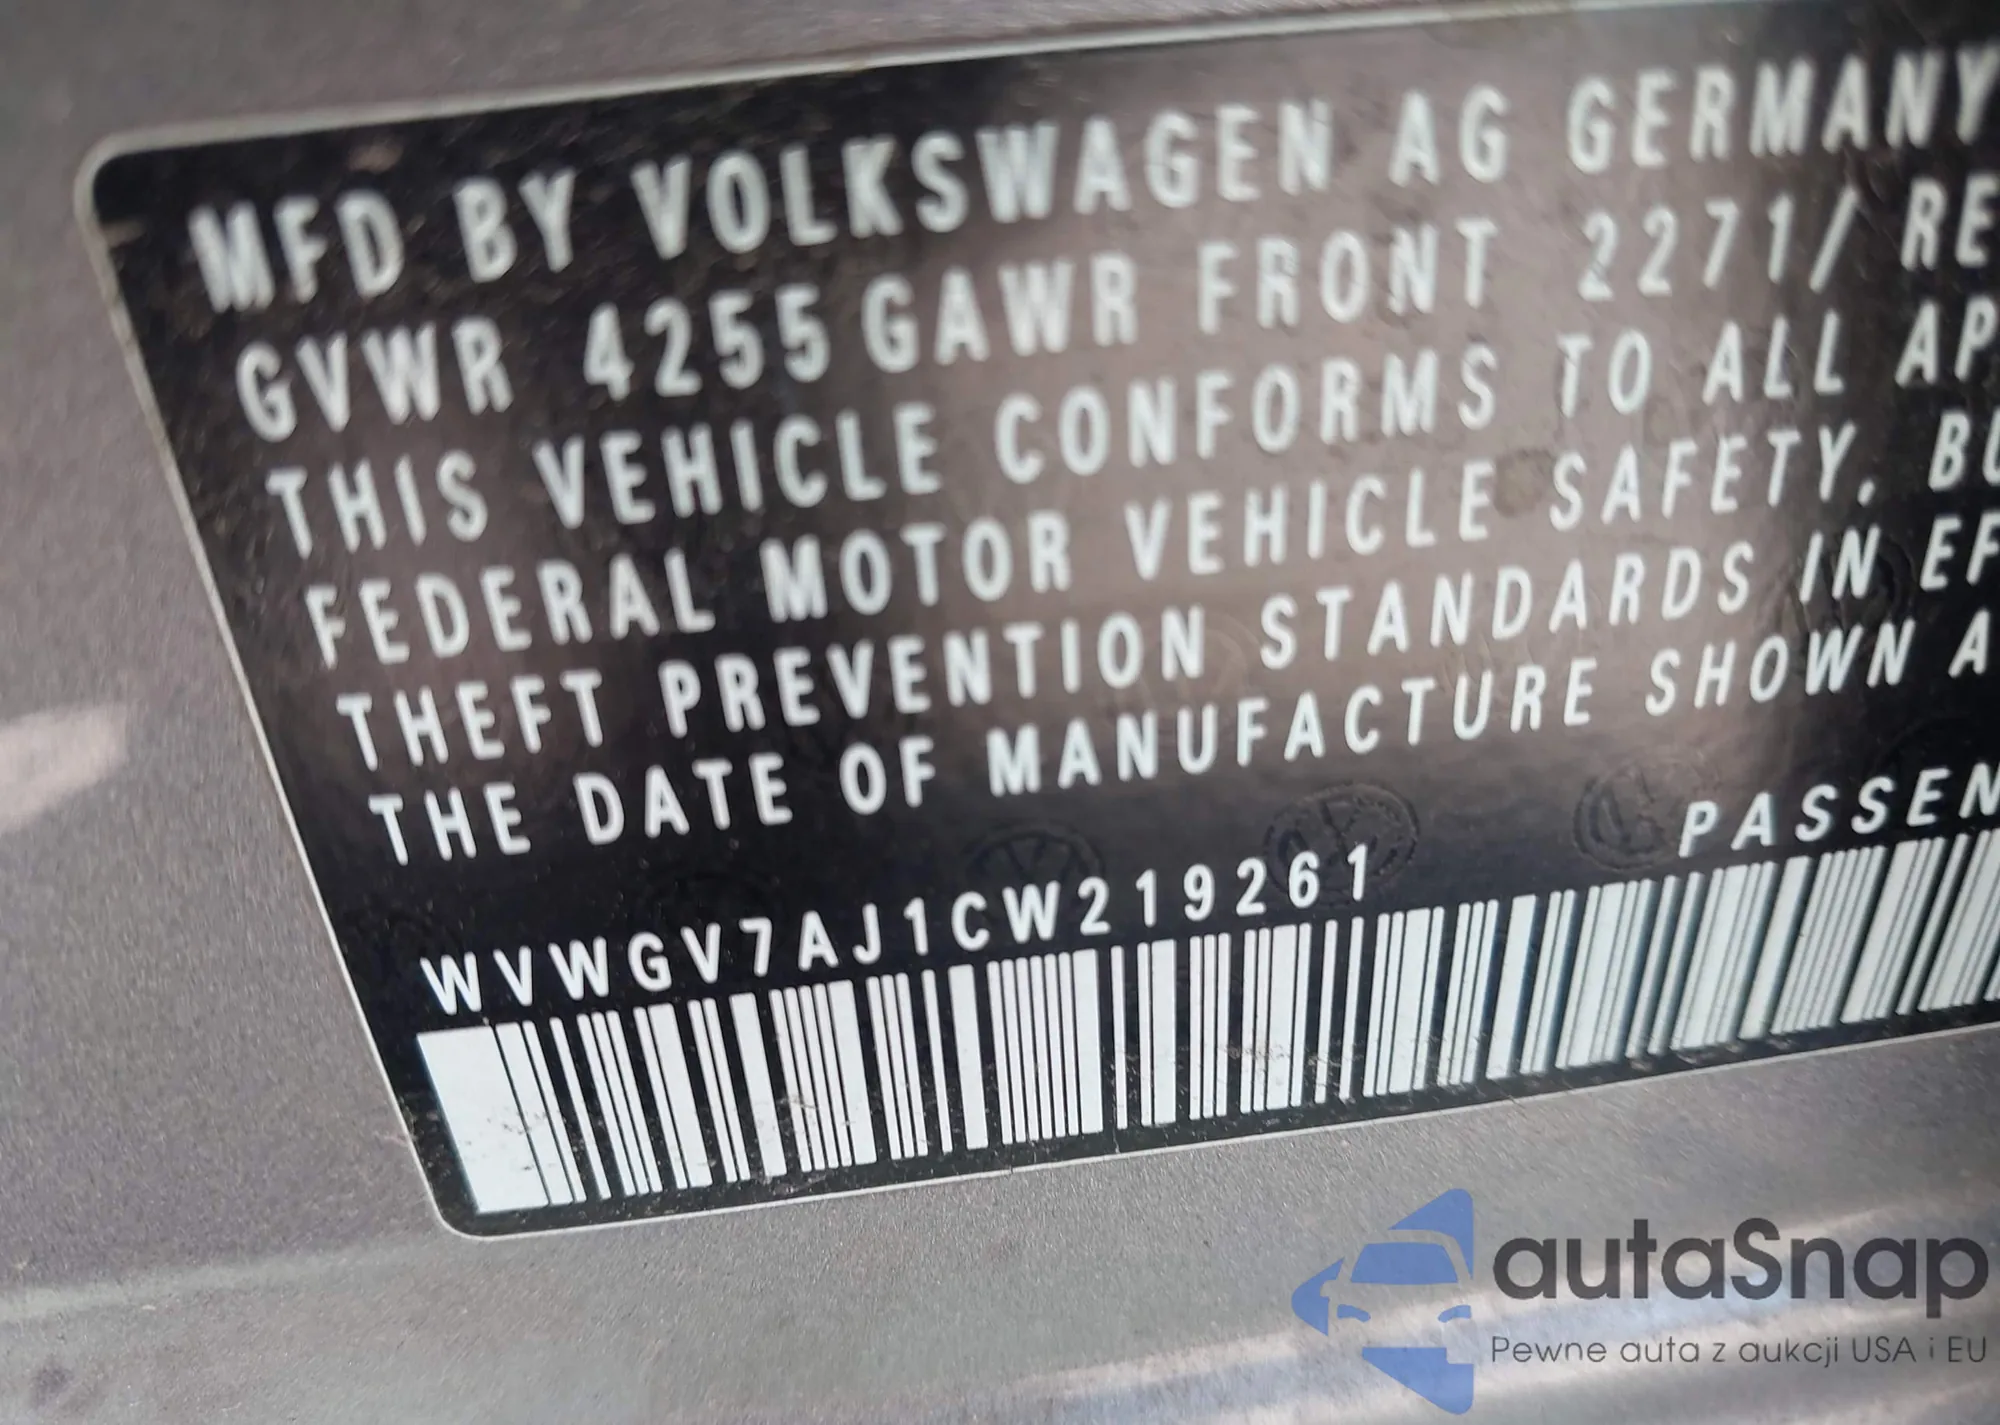 MFD BY VOLKSWAGEN AG GERMANY
GVWR 4255 GAWR FRONT 2271/ RE
THIS VEHICLE CONFORMS TO ALL AP
FEDERAL MOTOR VEHICLE SAFETY, BU
THEFT PREVENTION STANDARDS IN EF
THE DATE OF MANUFACTURE SHOWN A
PASSEN
WVWGV7AJ1CW219261
autaSnap
Pewne auta z aukcji USA i EU